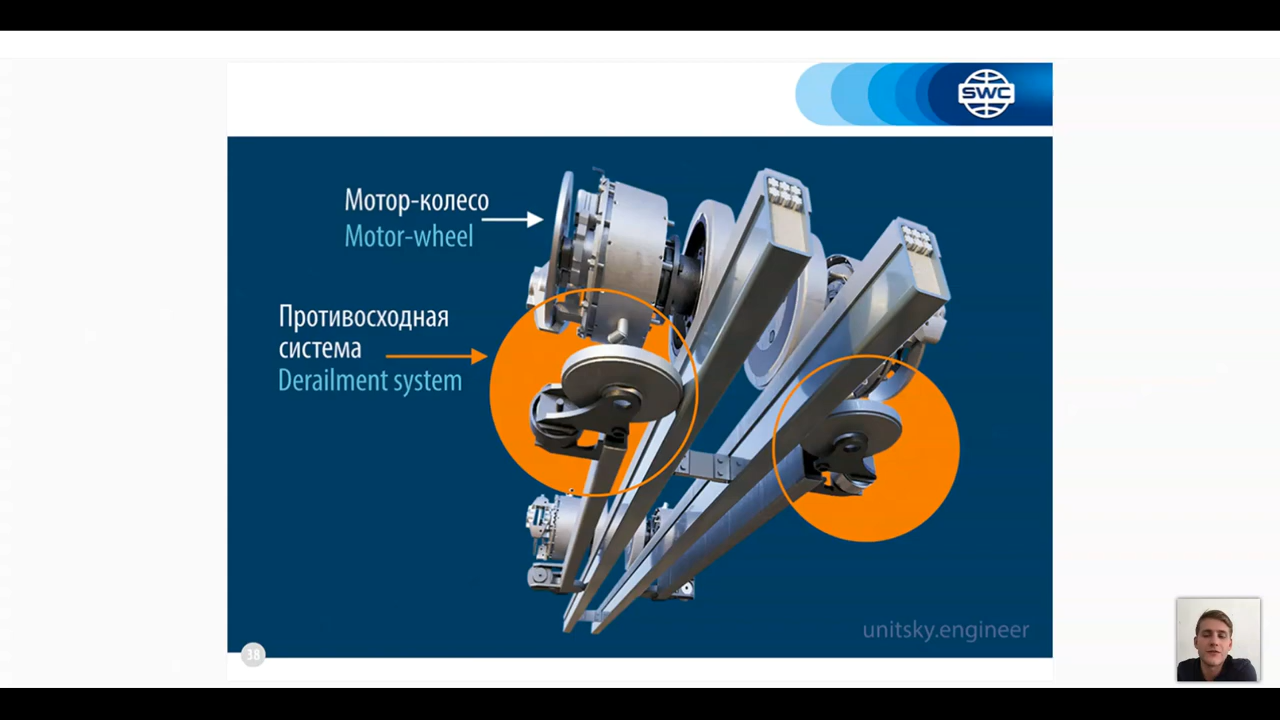 SWC
Мотор-колесо
Motor-wheel
Противосходная
система
Derailment system
unitsky.engineer
38